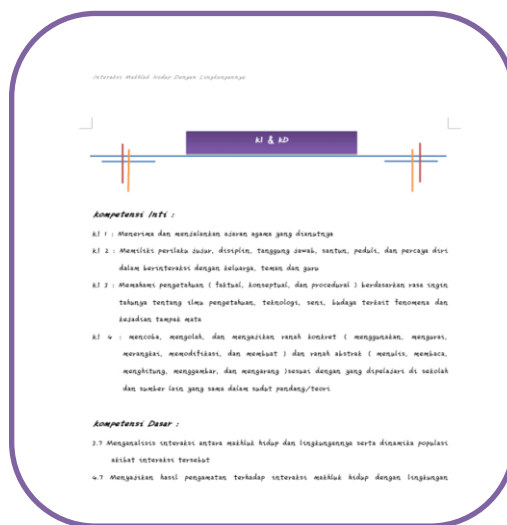 Interaksi Makhluk Hidup Dengan Lingkungannya
KI & KD
Kompetensi Inti :
KI 1 : Menerima dan menjalankan ajaran agama yang dianutnya
KI 2 : Memiliki perilaku jujur, disiplin, tanggung jawab, santun, peduli, dan percaya diri
dalam berinteraksi dengan keluarga, teman dan guru
KI 3 : Memahami pengetahuan ( faktual, konseptual, dan procedural ) berdasarkan rasa ingin
tahunya tentang ilmu pengetahuan, teknologi, seni, budaya terkait fenomena dan
kejadian tampak mata
KI 4 : mencoba, mengolah, dan menyajikan ranah konkret ( menggunakan, mengurai,
merangkai, memodifikasi, dan membuat ) dan ranah abstrak ( menulis, membaca,
menghitung, menggambar, dan mengarang )sesuai dengan yang dipelajari di sekolah
dan sumber lain yang sama dalam sudut pandang/teori
Kompetensi Dasar :
3.7 Menganalisis interaksi antara makhluk hidup dan lingkungannya serta dinamika populasi
akibat interaksi tersebut
4.7 Menyajikan hasil pengamatan terhadap interaksi makhluk hidup dengan lingkungan